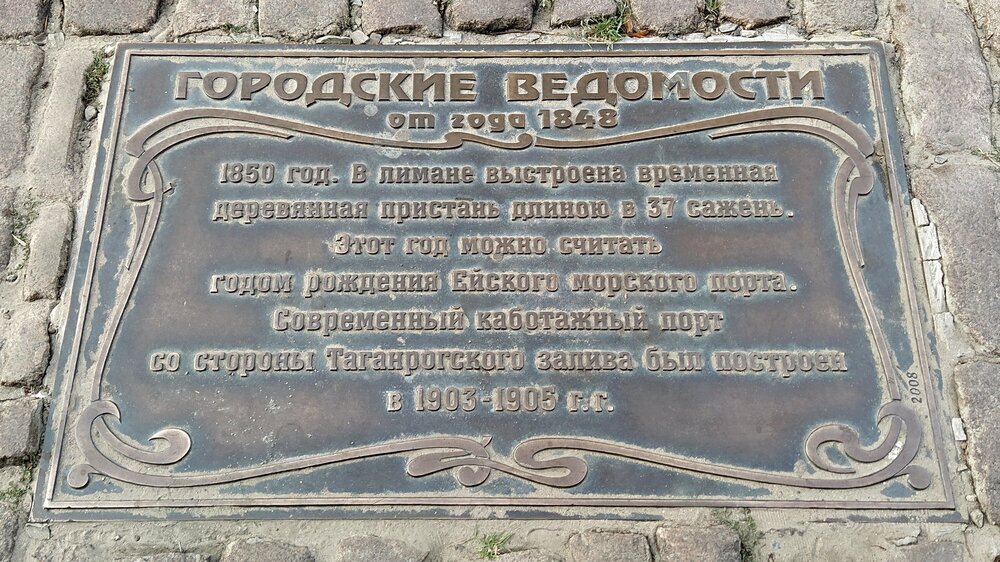 ГОРОДСКИЕ ВЕДОМОСТИ
от года 1848
1850 год. В лимане выстроена временная
деревянная пристань длиною в 37 сажень.
Этот год можно считать
годом рождения Ейского морского порта.
Современный каботажный порт
со стороны Таганрогского залива был построен
в 1903-1905 г.г.
2008